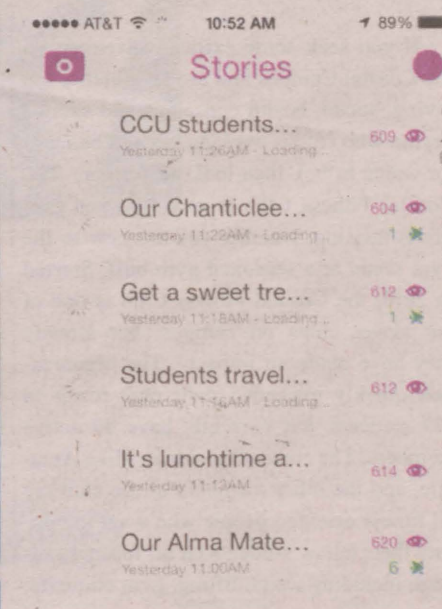 AT&T 10:52 AM 89%
Stories
CCU students...
609
Yesterday 11:26AM - Loading...
Our Chanticlee...
604
Yesterday 11:22AM - Loading...
1
Get a sweet tre...
612
Yesterday 11:18AM - Loading...
1
Students travel...
612
Yesterday 11:16AM - Loading...
It's lunchtime a...
614
Yesterday 11:13AM
Our Alma Mate...
620
Yesterday 11:00AM
6